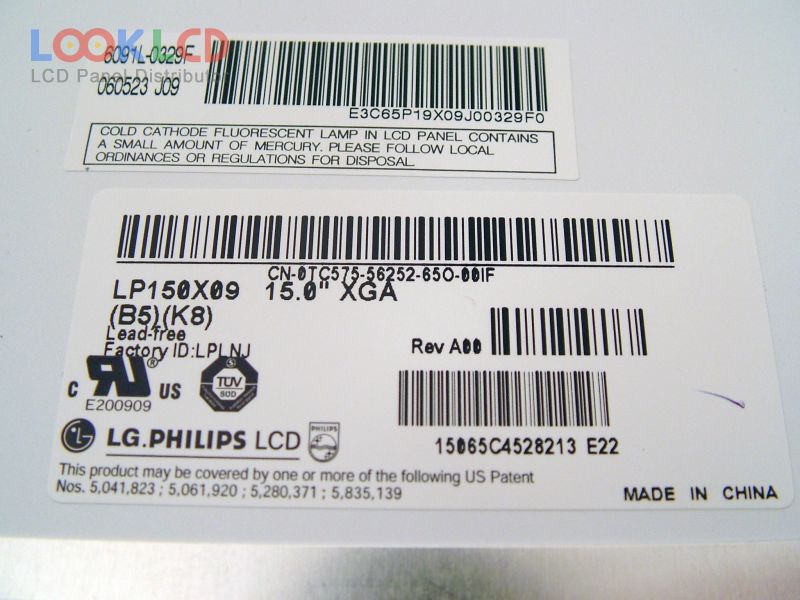 LOOKLCD
LCD Panel Distributor
6091L-0329F
060523 J09
E3C65P19X09J00329F0
COLD CATHODE FLUORESCENT LAMP IN LCD PANEL CONTAINS
A SMALL AMOUNT OF MERCURY. PLEASE FOLLOW LOCAL
ORDINANCES OR REGULATIONS FOR DISPOSAL.
CN-0TC575-56252-65O-00IF
LP150X09 15.0" XGA
(B5)(K8)
Lead-free
Factory ID:LPLNJ
Rev A00
C UR ® US
TÜV
SÜD
E200909
LG LG.PHILIPS LCD PHILIPS
15065C4528213 E22
This product may be covered by one or more of the following US Patent
Nos. 5,041,823 ; 5,061,920 ; 5,280,371 ; 5,835,139
MADE IN CHINA